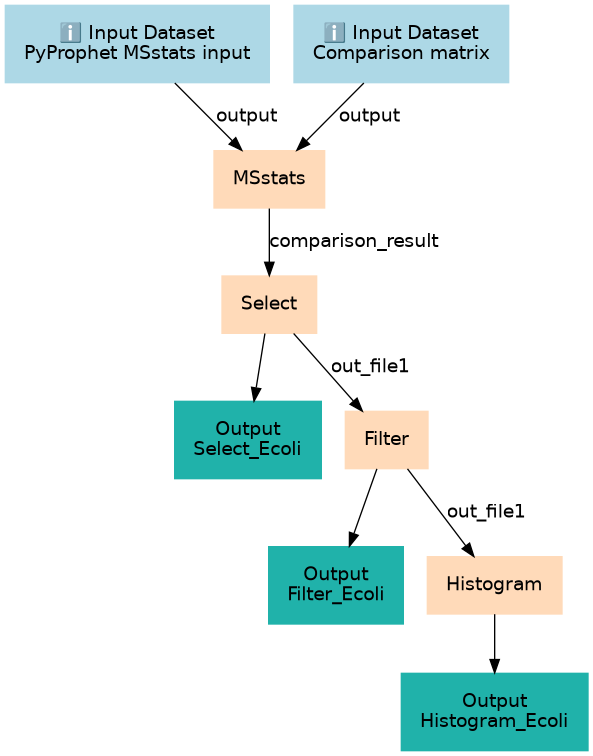 ℹ️ Input Dataset
PyProphet MSstats input
ℹ️ Input Dataset
Comparison matrix
output
output
MSstats
comparison_result
Select
out_file1
Output
Select_Ecoli
Filter
out_file1
Output
Filter_Ecoli
Histogram
Output
Histogram_Ecoli